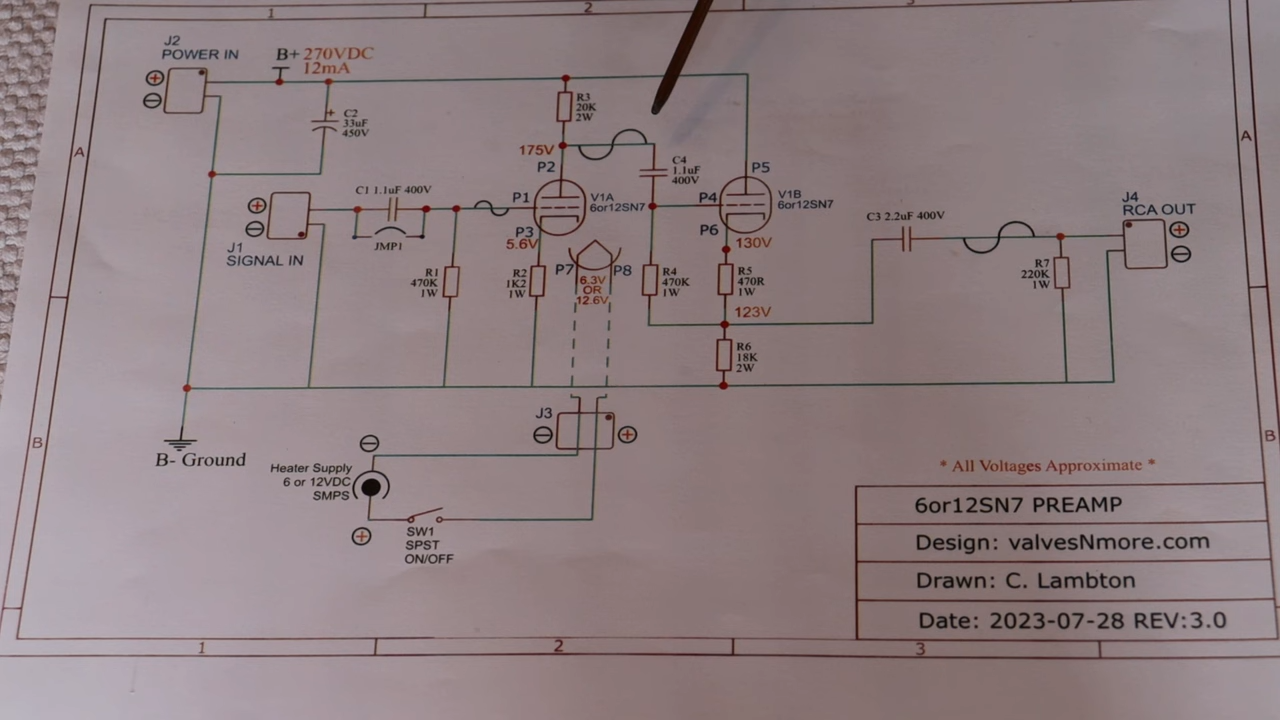 1
2
3
J2
POWER IN
B+ 270VDC
12mA
C2
33uF
450V
R3
20K
2W
A
A
175V
P2
C4
1.1uF
400V
P5
C1 1.1uF 400V
P1
V1A
6or12SN7
P4
V1B
6or12SN7
J4
RCA OUT
C3 2.2uF 400V
P3
5.6V
P6
130V
JMP1
J1
SIGNAL IN
R1
470K
1W
R2
1K2
1W
P7
P8
6.3V
OR
12.6V
R4
470K
1W
R5
470R
1W
R7
220K
1W
123V
R6
18K
2W
J3
B
B
B- Ground
Heater Supply
6 or 12VDC
SMPS
SW1
SPST
ON/OFF
* All Voltages Approximate *
6or12SN7 PREAMP
Design: valvesNmore.com
Drawn: C. Lambton
Date: 2023-07-28 REV:3.0
1
2
3